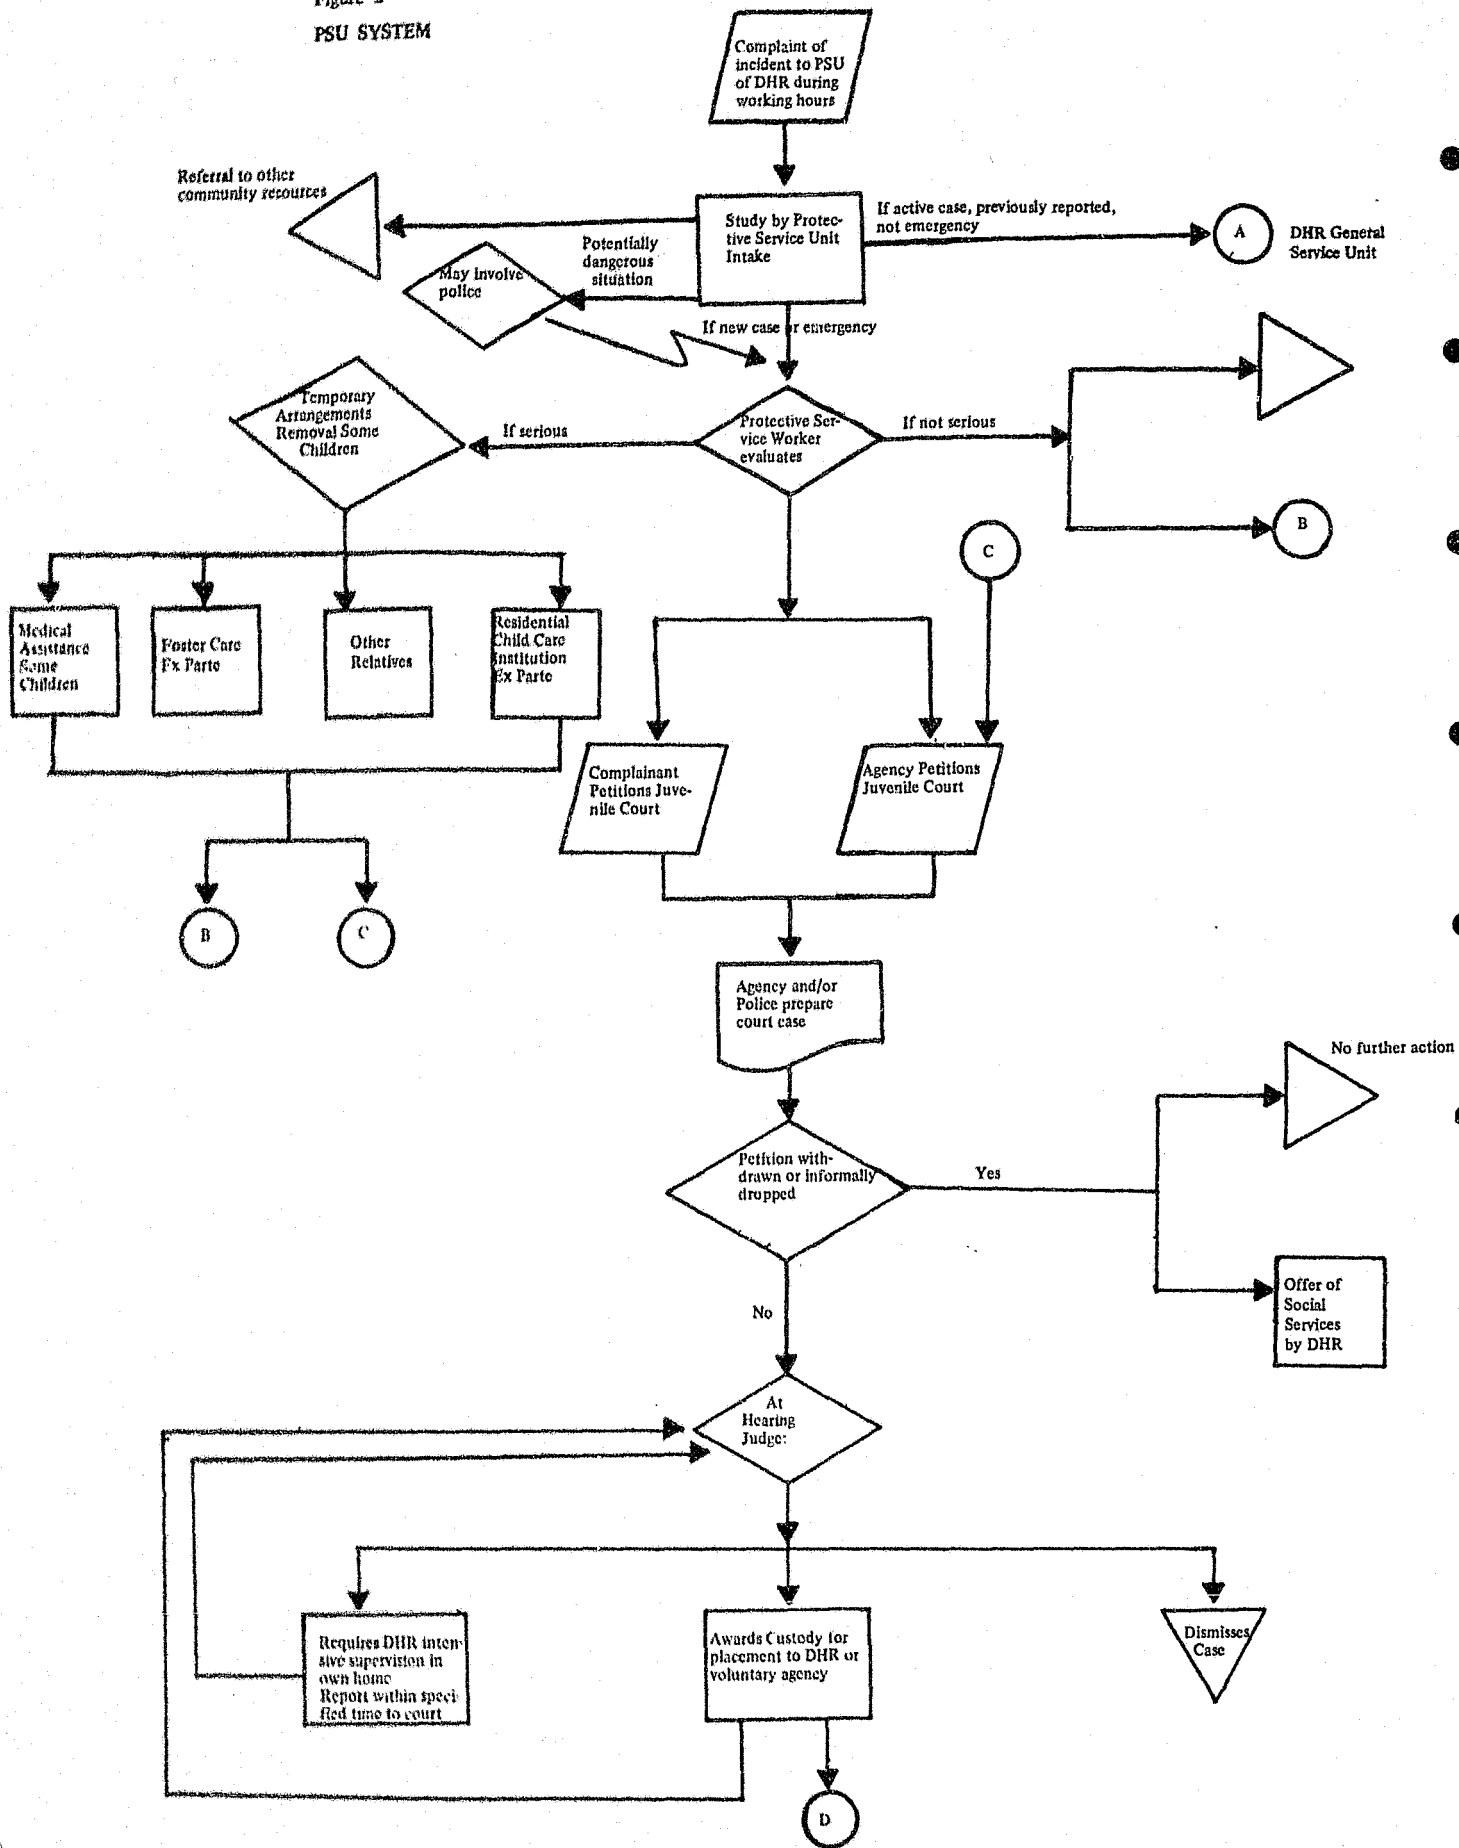 PSU SYSTEM
Complaint of
incident to PSU
of DHR during
working hours
Referral to other
community recources
Study by Protec-
tive Service Unit
Intake
If active case, previously reported,
not emergency
A
DHR General
Service Unit
Potentially
dangerous
situation
May involve
police
If new case or emergency
Temporary
Arrangements
Removal Some
Children
If serious
Protective Ser-
vice Worker
evaluates
If not serious
B
C
Medical
Assistance
Some
Children
Foster Care
Ex Parte
Other
Relatives
Residential
Child Care
Institution
Ex Parte
Complainant
Petitions Juve-
nile Court
Agency Petitions
Juvenile Court
B
C
Agency and/or
Police prepare
court case
No further action
Petition with-
drawn or informally
dropped
Yes
Offer of
Social
Services
by DHR
No
At
Hearing
Judge:
Requires DHR inten-
sive supervision in
own home
Report within speci-
fied time to court
Awards Custody for
placement to DHR or
voluntary agency
Dismisses
Case
D